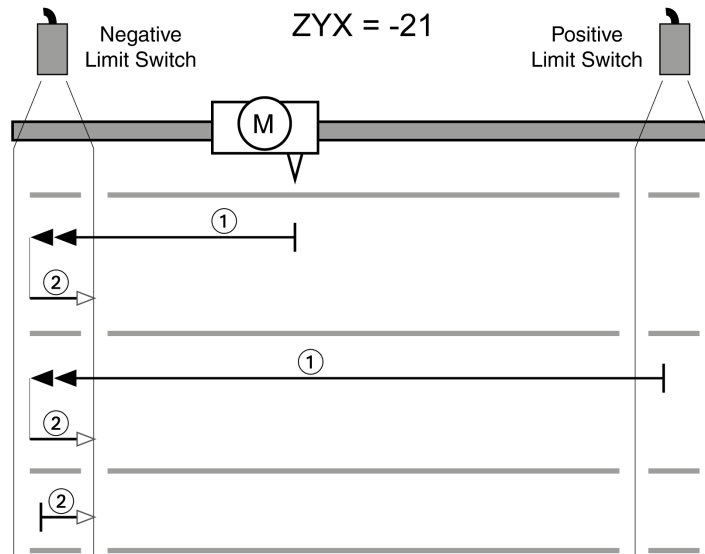 ZYX = -21
Negative
Limit Switch
Positive
Limit Switch
M
1
2
1
2
2